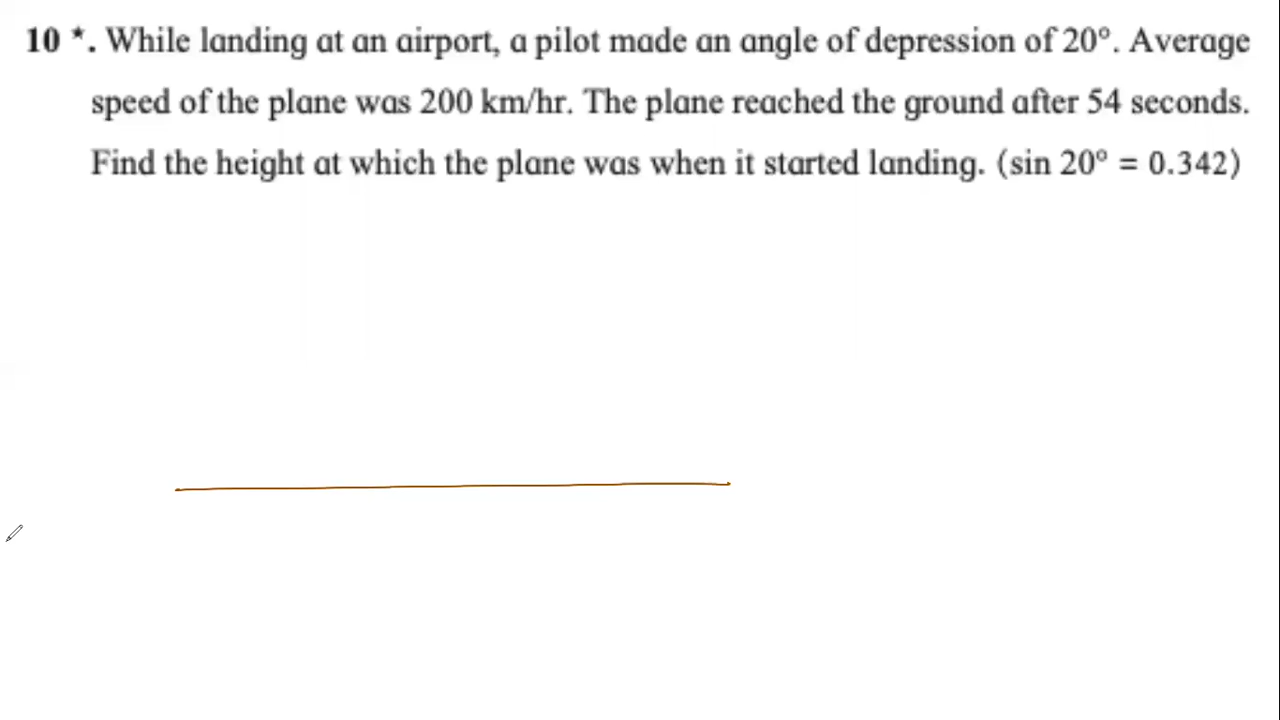 10 *. While landing at an airport, a pilot made an angle of depression of 20°. Average
speed of the plane was 200 km/hr. The plane reached the ground after 54 seconds.
Find the height at which the plane was when it started landing. (sin 20° = 0.342)